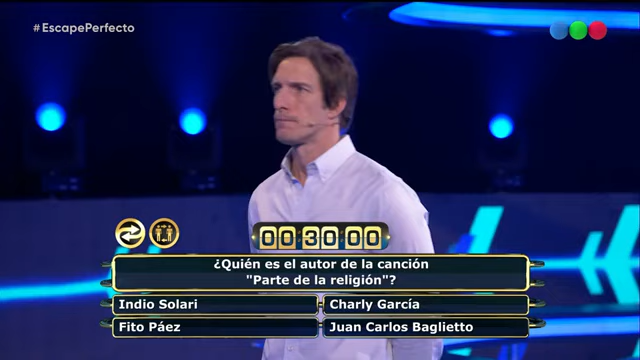 #EscapePerfecto
00:30:00
¿Quién es el autor de la canción
"Parte de la religión"?
Indio Solari
Charly García
Fito Páez
Juan Carlos Baglietto